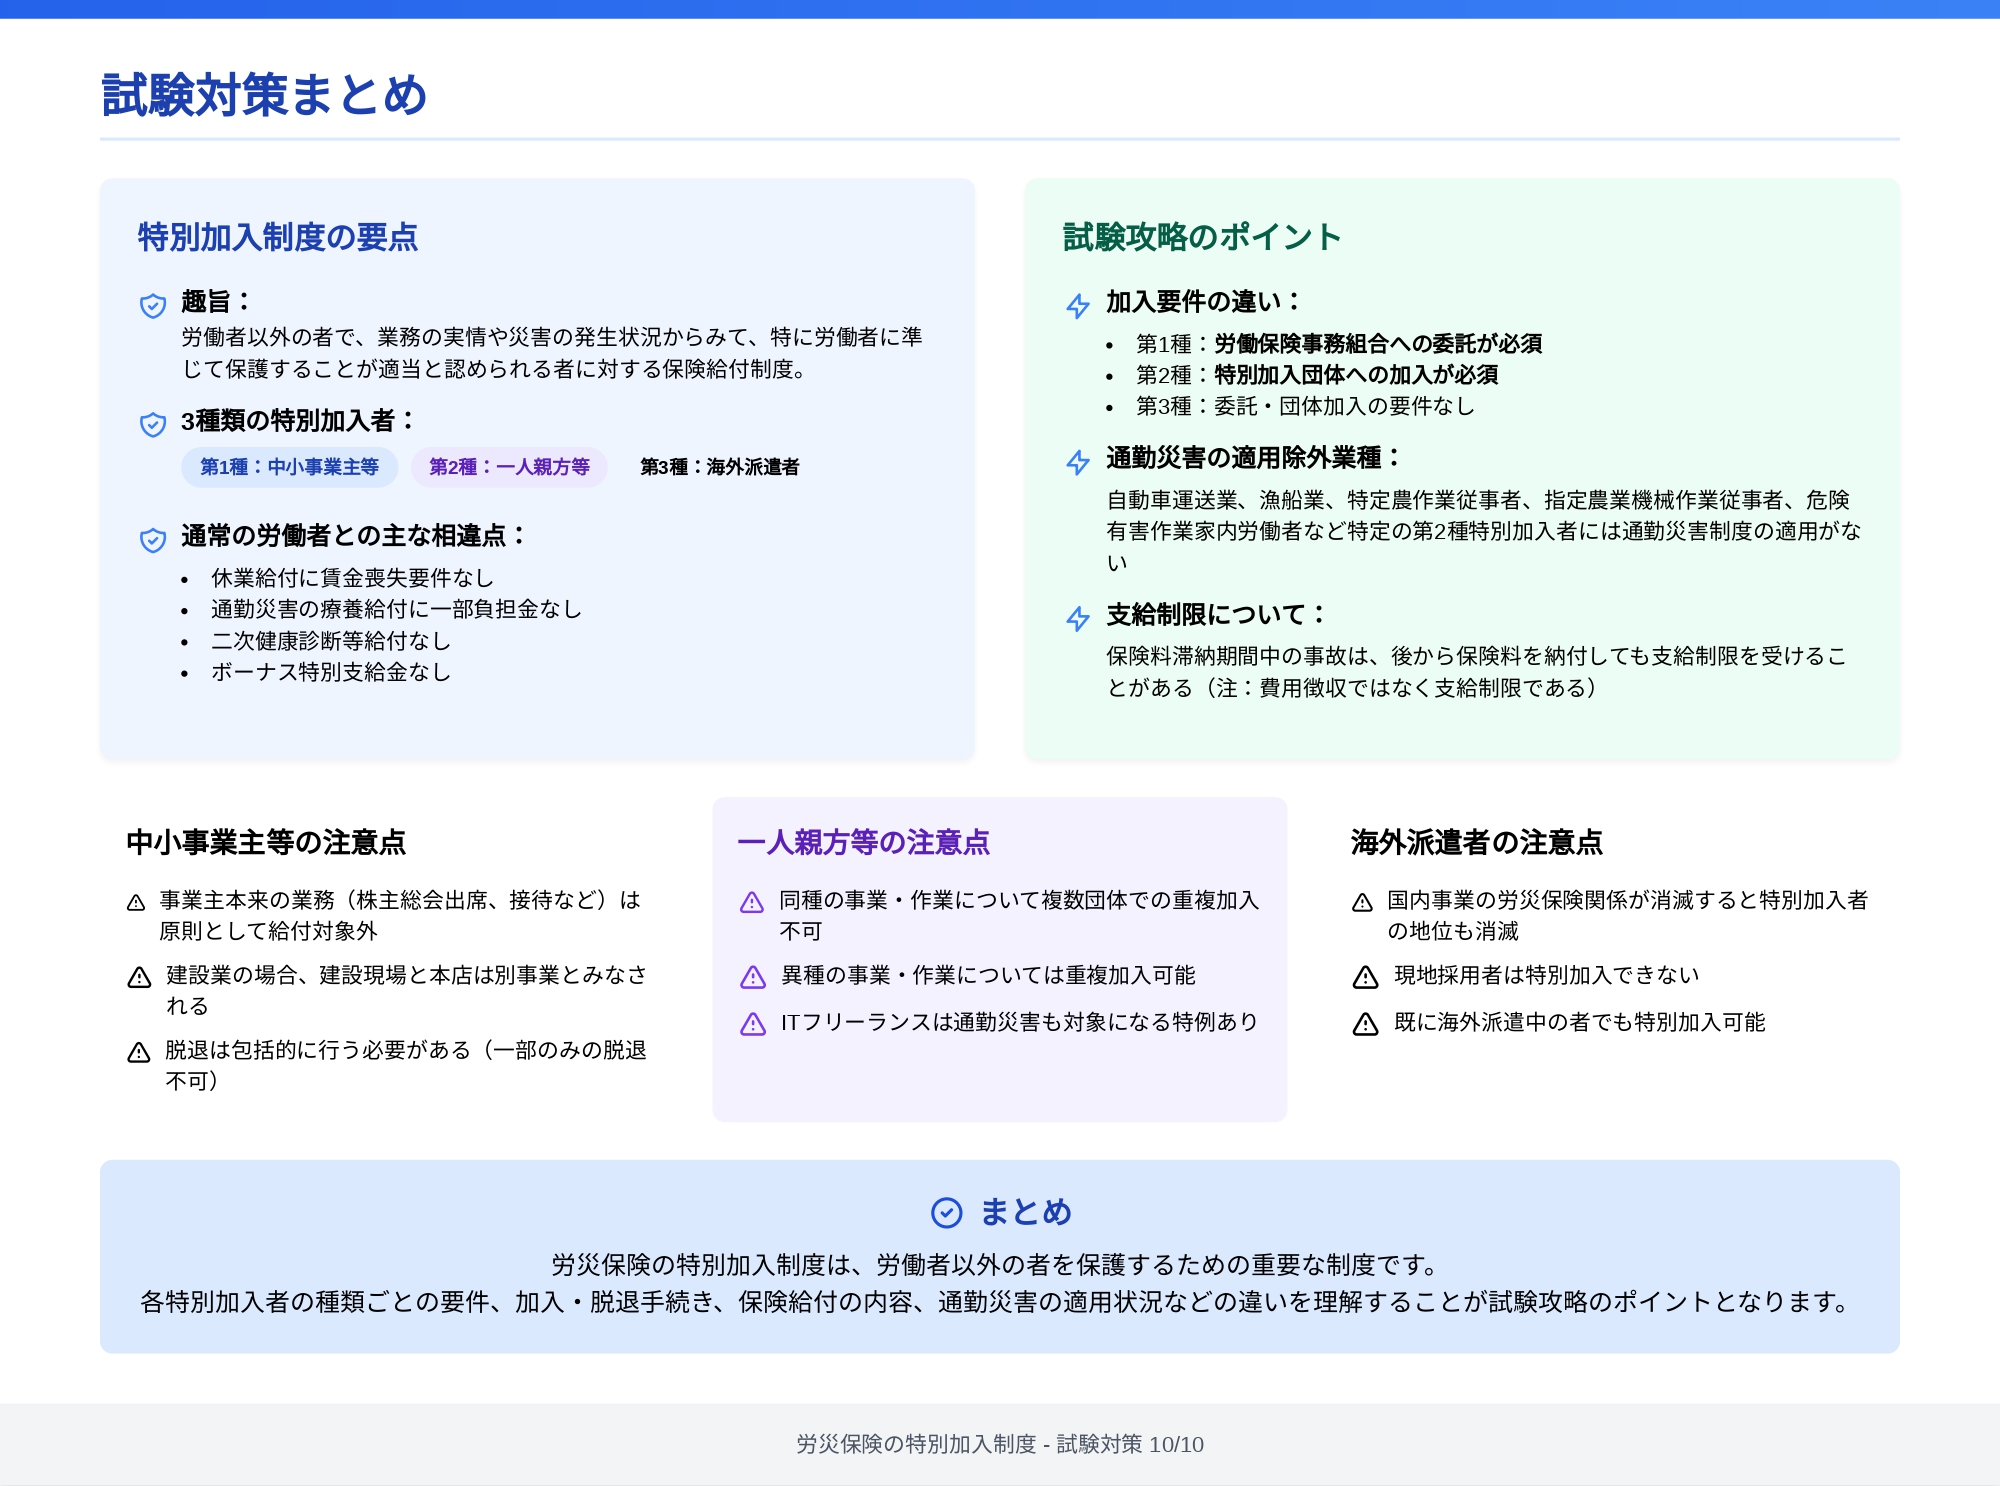 試験対策まとめ
特別加入制度の要点
趣旨：
労働者以外の者で、業務の実情や災害の発生状況からみて、特に労働者に準
じて保護することが適当と認められる者に対する保険給付制度。
3種類の特別加入者：
第1種：中小事業主等 第2種：一人親方等 第3種：海外派遣者
通常の労働者との主な相違点：
• 休業給付に賃金喪失要件なし
• 通勤災害の療養給付に一部負担金なし
• 二次健康診断等給付なし
• ボーナス特別支給金なし
試験攻略のポイント
加入要件の違い：
• 第1種：労働保険事務組合への委託が必須
• 第2種：特別加入団体への加入が必須
• 第3種：委託・団体加入の要件なし
通勤災害の適用除外業種：
自動車運送業、漁船業、特定農作業従事者、指定農業機械作業従事者、危険
有害作業家内労働者など特定の第2種特別加入者には通勤災害制度の適用がな
い
支給制限について：
保険料滞納期間中の事故は、後から保険料を納付しても支給制限を受けるこ
とがある（注：費用徴収ではなく支給制限である）
中小事業主等の注意点
事業主本来の業務（株主総会出席、接待など）は
原則として給付対象外
建設業の場合、建設現場と本店は別事業とみなさ
れる
脱退は包括的に行う必要がある（一部のみの脱退
不可）
一人親方等の注意点
同種の事業・作業について複数団体での重複加入
不可
異種の事業・作業については重複加入可能
ITフリーランスは通勤災害も対象になる特例あり
海外派遣者の注意点
国内事業の労災保険関係が消滅すると特別加入者
の地位も消滅
現地採用者は特別加入できない
既に海外派遣中の者でも特別加入可能
まとめ
労災保険の特別加入制度は、労働者以外の者を保護するための重要な制度です。
各特別加入者の種類ごとの要件、加入・脱退手続き、保険給付の内容、通勤災害の適用状況などの違いを理解することが試験攻略のポイントとなります。
労災保険の特別加入制度 - 試験対策 10/10